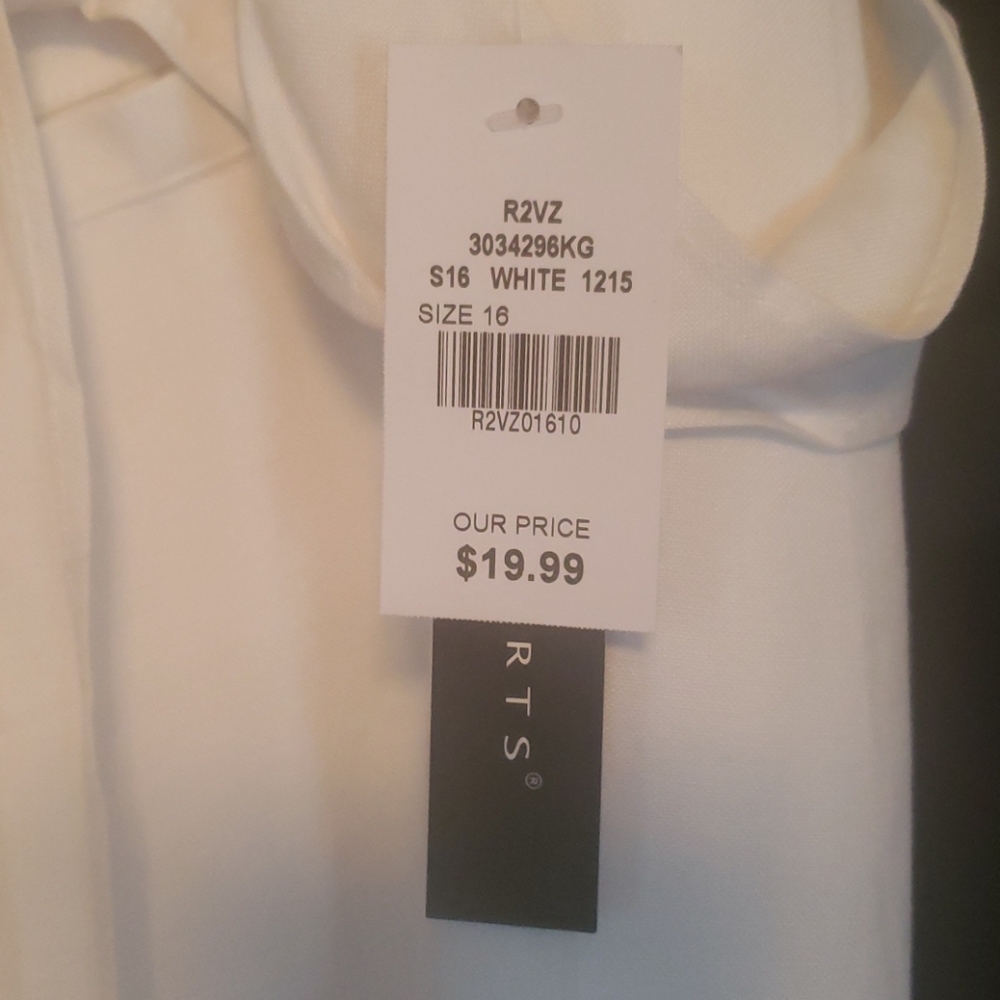 R2VZ
3034296KG
S16 WHITE 1215
SIZE 16
R2VZ01610
OUR PRICE
$19.99
RTS®